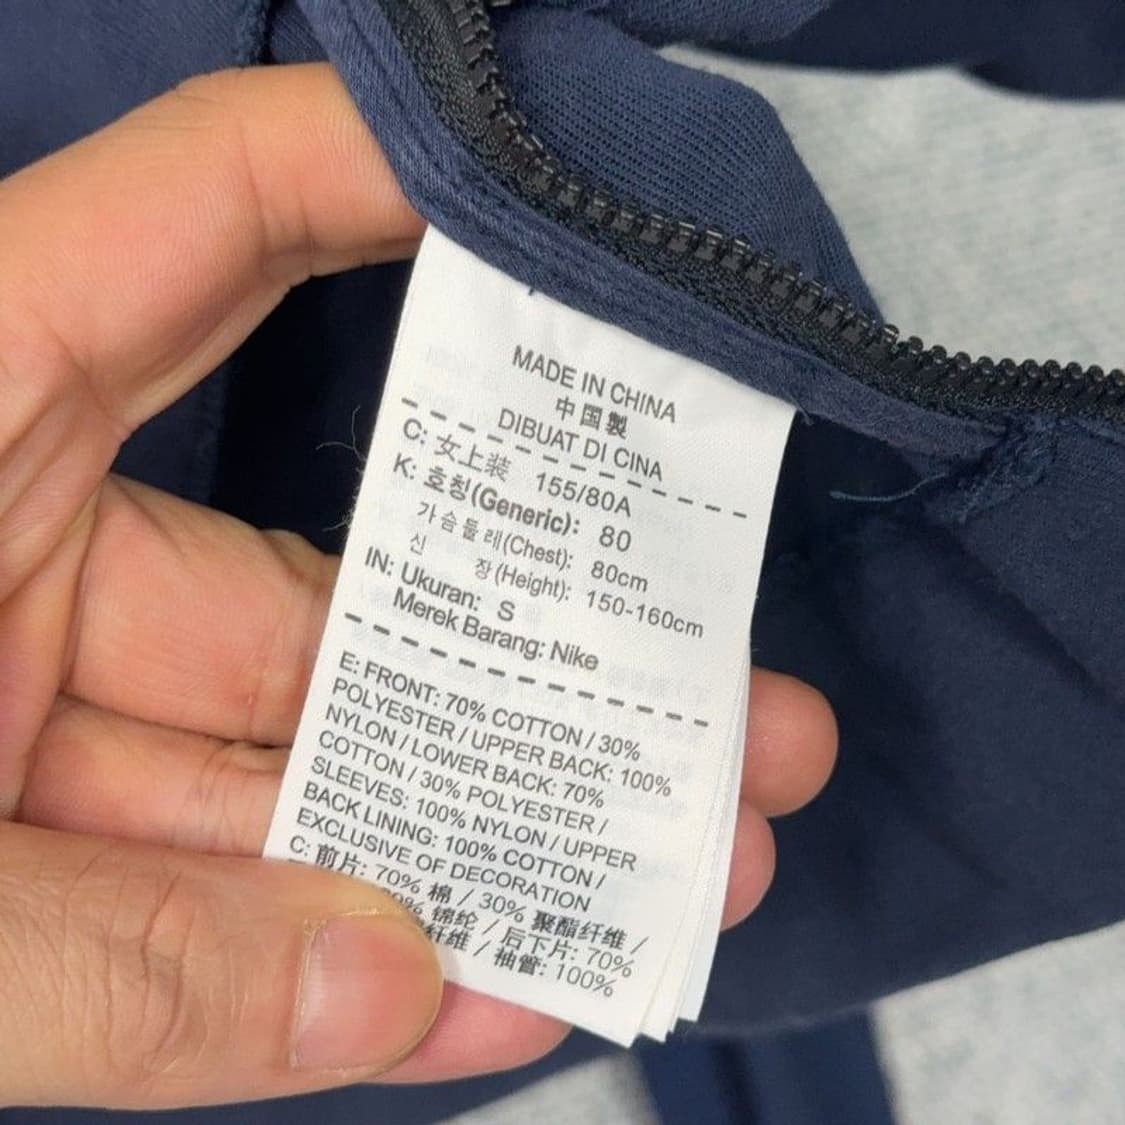 MADE IN CHINA
中国製
DIBUAT DI CINA
C: 女上装 155/80A
K: 호칭(Generic): 80
가슴둘레(Chest): 80cm
신 장(Height): 150-160cm
IN: Ukuran: S
Merek Barang: Nike
E: FRONT: 70% COTTON / 30%
POLYESTER / UPPER BACK: 100%
NYLON / LOWER BACK: 70%
COTTON / 30% POLYESTER /
SLEEVES: 100% NYLON / UPPER
BACK LINING: 100% COTTON /
EXCLUSIVE OF DECORATION
C: 前片: 70% 棉 / 30% 聚酯纤维 /
锦纶 / 后下片: 70%
纤维 / 袖管: 100%